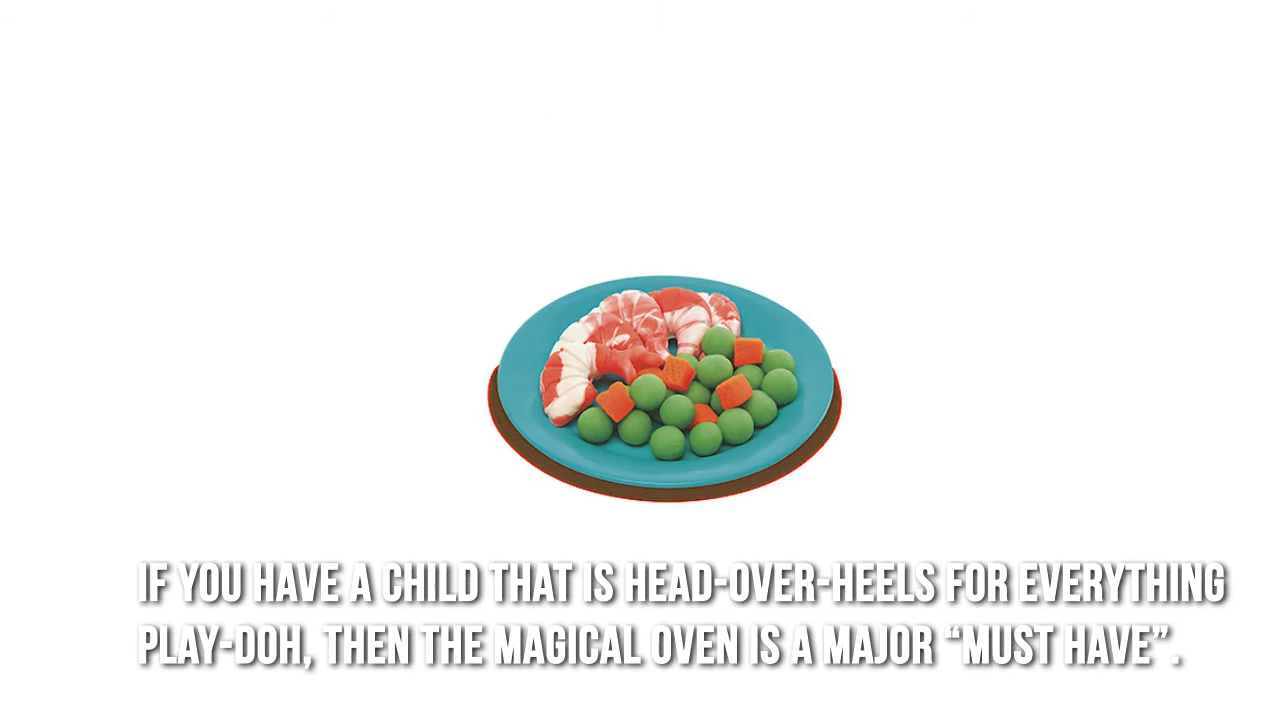 IF YOU HAVE A CHILD THAT IS HEAD-OVER-HEELS FOR EVERYTHING
PLAY-DOH, THEN THE MAGICAL OVEN IS A MAJOR “MUST HAVE”.